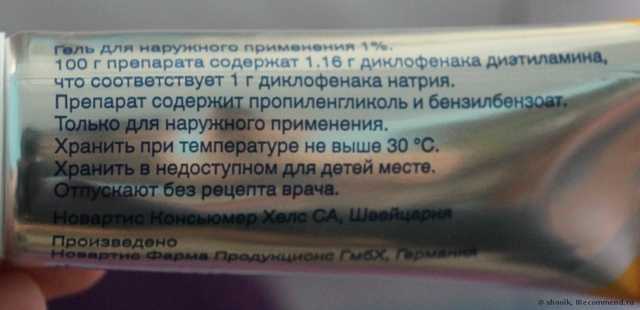 Гель для наружного применения 1%.
100 г препарата содержат 1.16 г диклофенака диэтиламина,
что соответствует 1 г диклофенака натрия.
Препарат содержит пропиленгликоль и бензилбензоат.
Только для наружного применения.
Хранить при температуре не выше 30 °C.
Хранить в недоступном для детей месте.
Отпускают без рецепта врача.
Новартис Консьюмер Хелс СА, Швейцария
Произведено
Новартис Фарма Продукционс ГмбХ, Германия
© shonik, IRecommend.ru